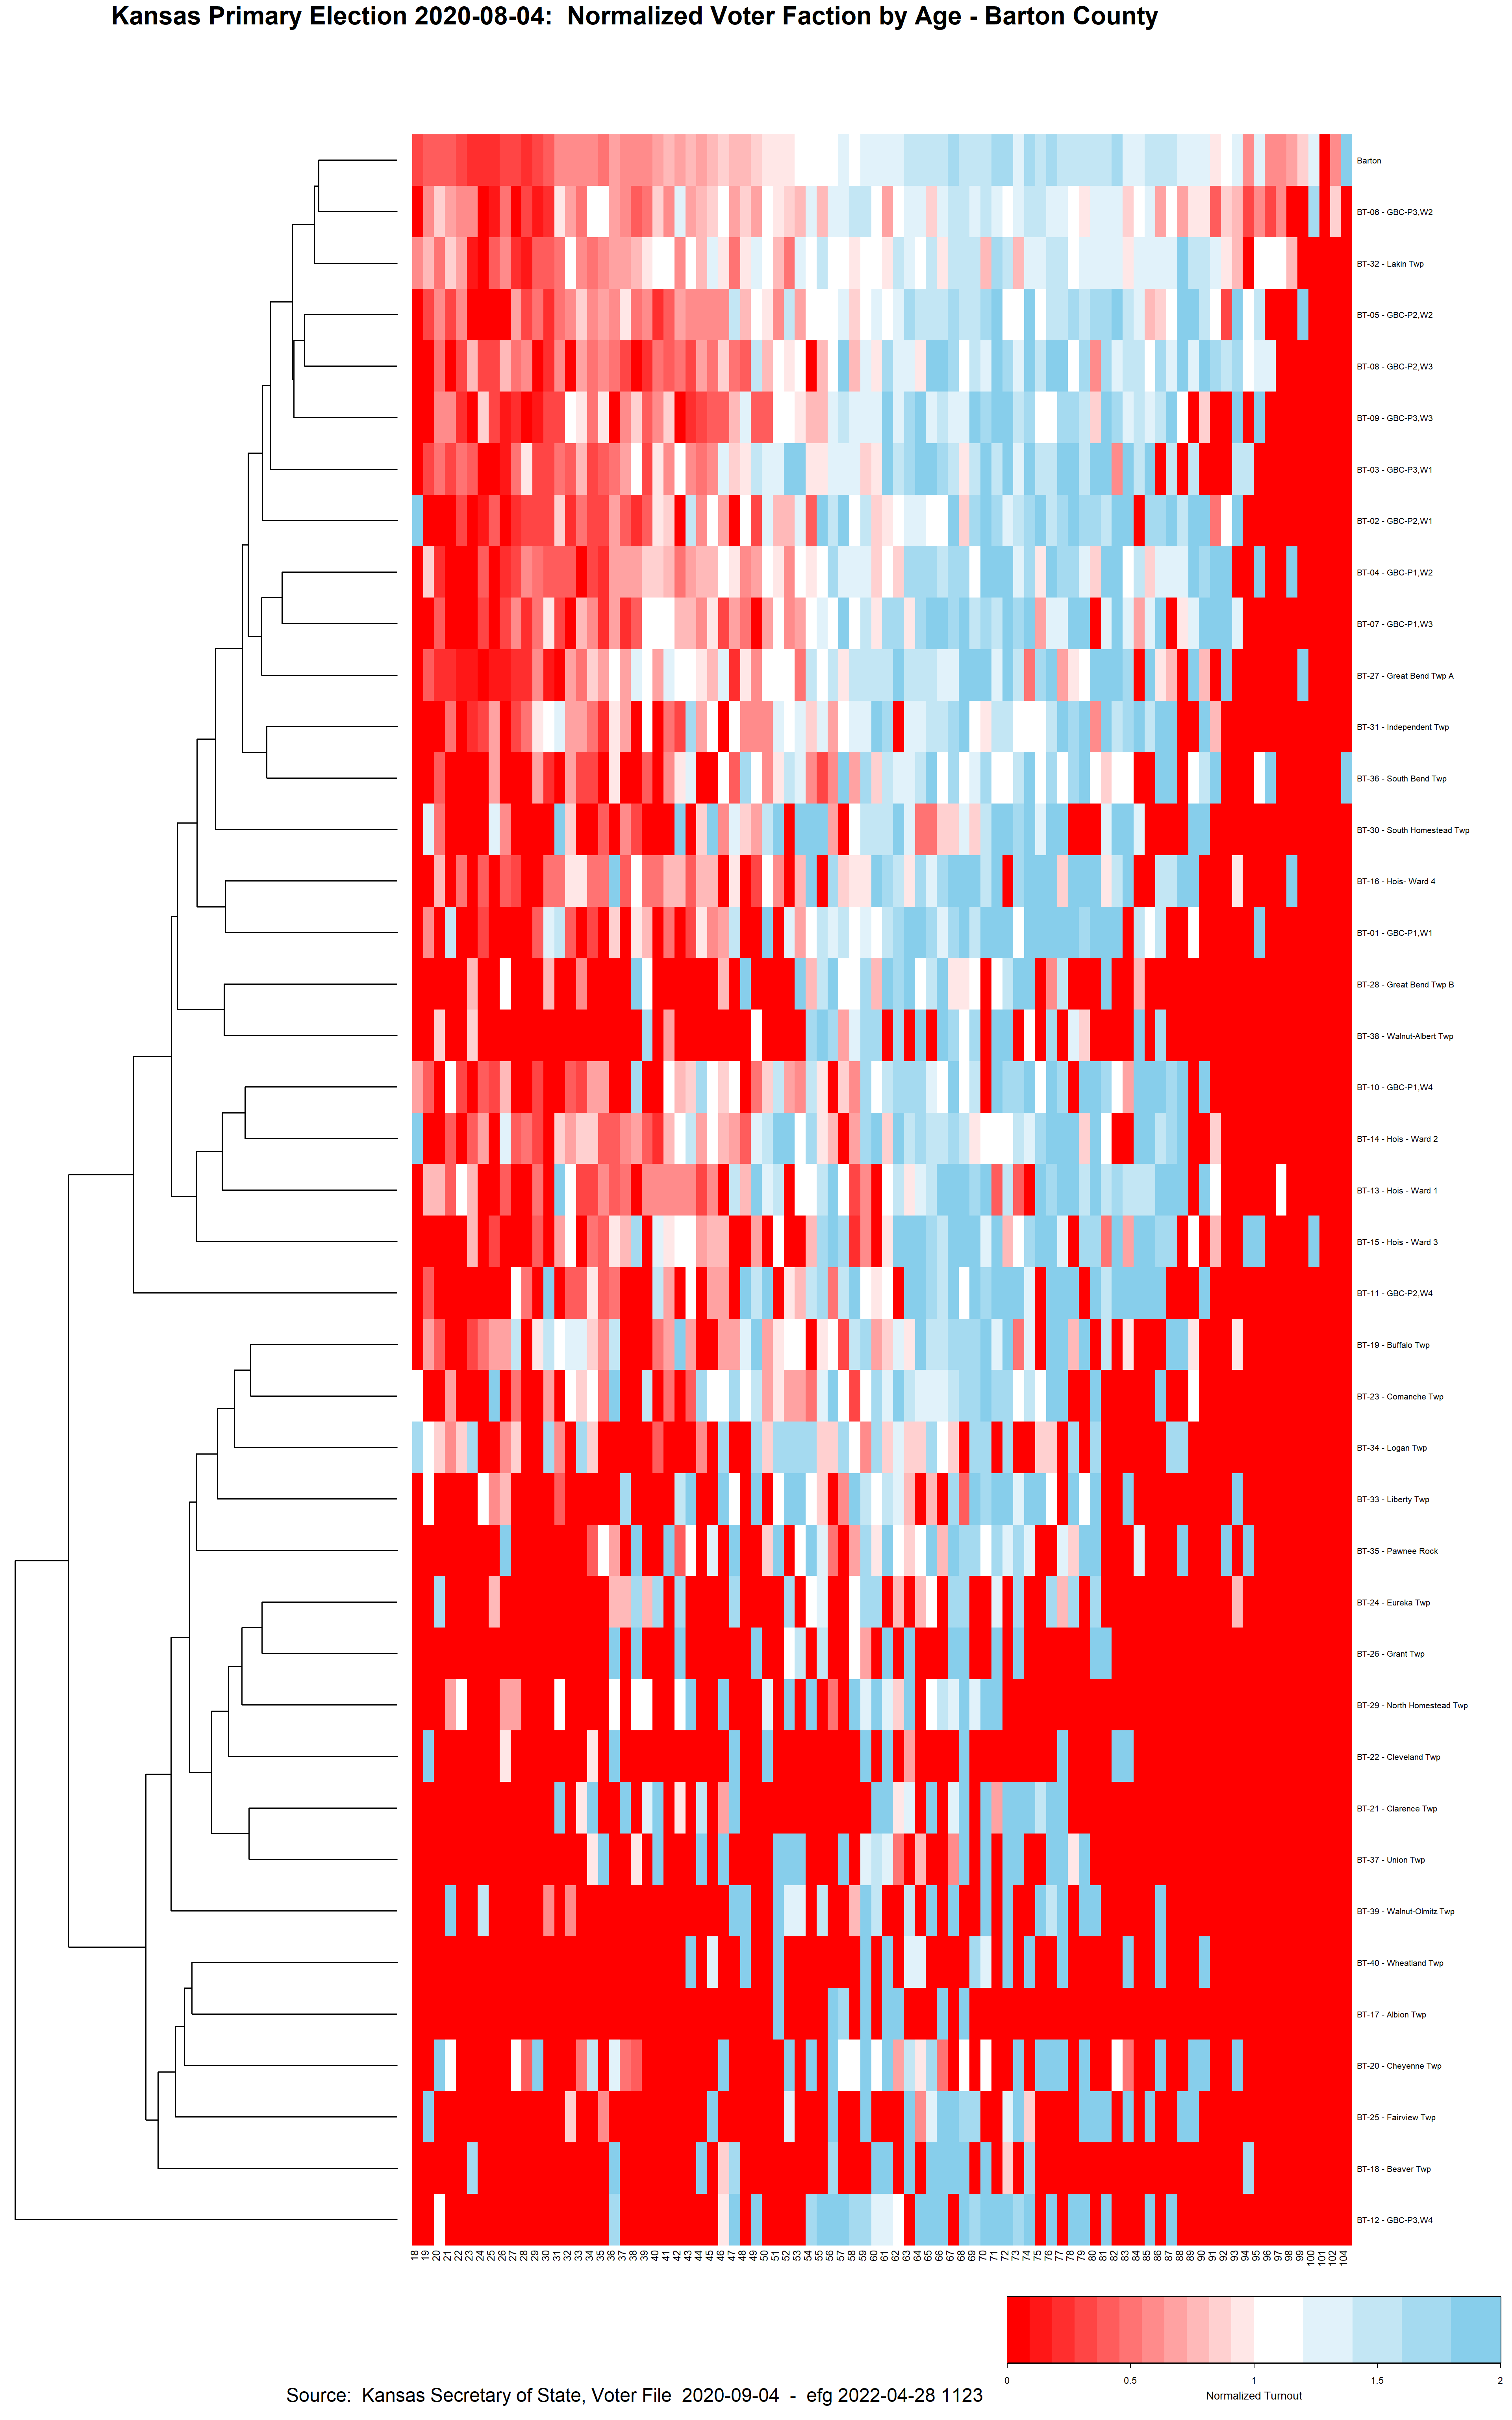 Kansas Primary Election 2020-08-04:  Normalized Voter Faction by Age - Barton County
Barton
BT-06 - GBC-P3,W2
BT-32 - Lakin Twp
BT-05 - GBC-P2,W2
BT-08 - GBC-P2,W3
BT-09 - GBC-P3,W3
BT-03 - GBC-P3,W1
BT-02 - GBC-P2,W1
BT-04 - GBC-P1,W2
BT-07 - GBC-P1,W3
BT-27 - Great Bend Twp A
BT-31 - Independent Twp
BT-36 - South Bend Twp
BT-30 - South Homestead Twp
BT-16 - Hois- Ward 4
BT-01 - GBC-P1,W1
BT-28 - Great Bend Twp B
BT-38 - Walnut-Albert Twp
BT-10 - GBC-P1,W4
BT-14 - Hois - Ward 2
BT-13 - Hois - Ward 1
BT-15 - Hois - Ward 3
BT-11 - GBC-P2,W4
BT-19 - Buffalo Twp
BT-23 - Comanche Twp
BT-34 - Logan Twp
BT-33 - Liberty Twp
BT-35 - Pawnee Rock
BT-24 - Eureka Twp
BT-26 - Grant Twp
BT-29 - North Homestead Twp
BT-22 - Cleveland Twp
BT-21 - Clarence Twp
BT-37 - Union Twp
BT-39 - Walnut-Olmitz Twp
BT-40 - Wheatland Twp
BT-17 - Albion Twp
BT-20 - Cheyenne Twp
BT-25 - Fairview Twp
BT-18 - Beaver Twp
BT-12 - GBC-P3,W4
18 19 20 21 22 23 24 25 26 27 28 29 30 31 32 33 34 35 36 37 38 39 40 41 42 43 44 45 46 47 48 49 50 51 52 53 54 55 56 57 58 59 60 61 62 63 64 65 66 67 68 69 70 71 72 73 74 75 76 77 78 79 80 81 82 83 84 85 86 87 88 89 90 91 92 93 94 95 96 97 98 99 100 101 102 104
0 0.5 1 1.5 2
Normalized Turnout
Source:  Kansas Secretary of State, Voter File  2020-09-04  -  efg 2022-04-28 1123